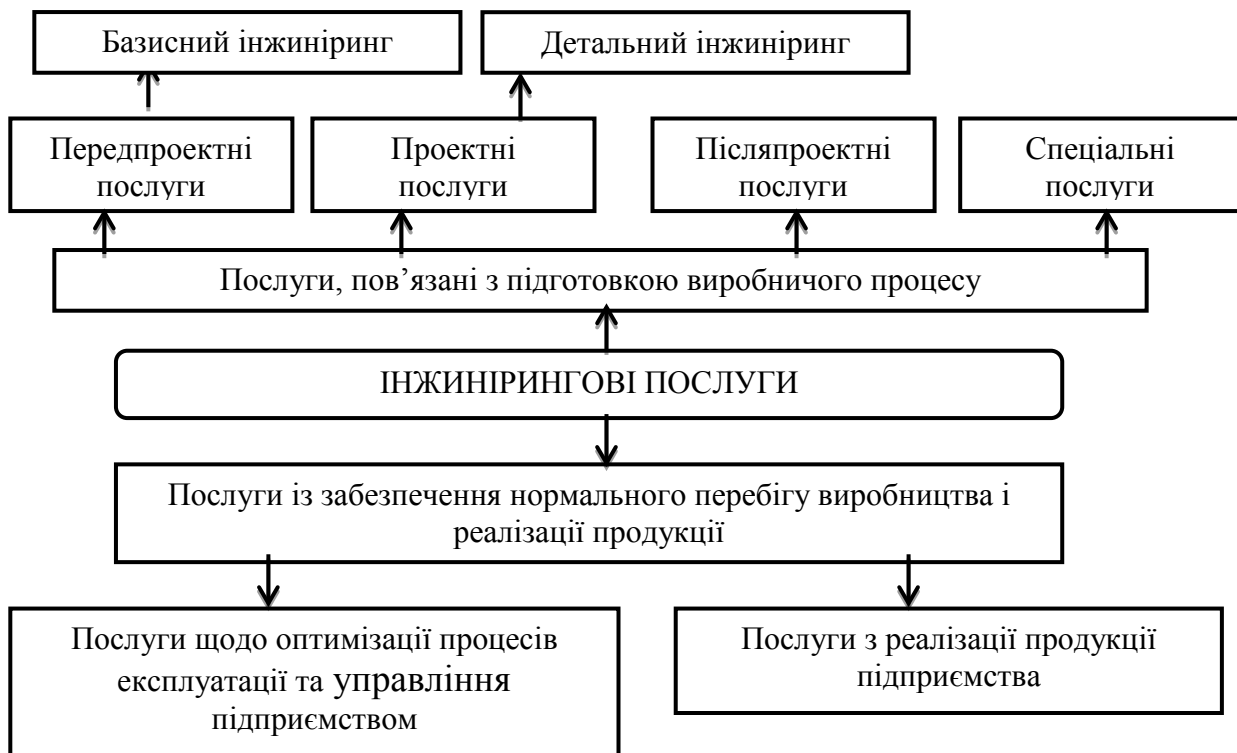 Базисний інжиніринг
Детальний інжиніринг
Передпроектні
послуги
Проектні
послуги
Післяпроектні
послуги
Спеціальні
послуги
Послуги, пов’язані з підготовкою виробничого процесу
ІНЖИНІРИНГОВІ ПОСЛУГИ
Послуги із забезпечення нормального перебігу виробництва і
реалізації продукції
Послуги щодо оптимізації процесів
експлуатації та управління
підприємством
Послуги з реалізації продукції
підприємства